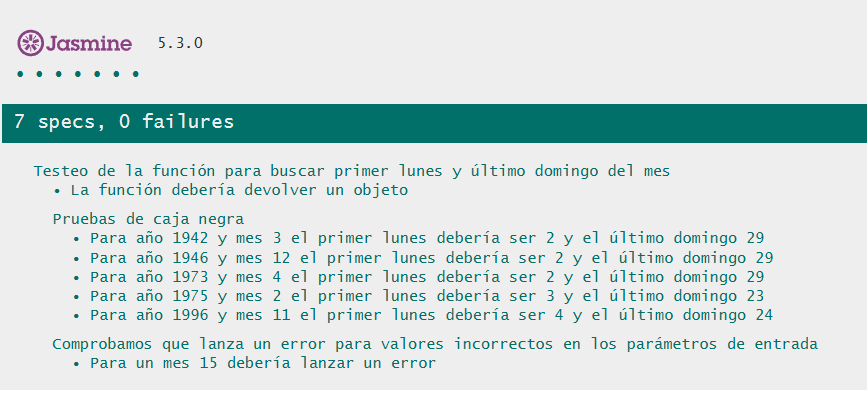 Jasmine 5.3.0
• • • • • • •
7 specs, 0 failures
Testeo de la función para buscar primer lunes y último domingo del mes
• La función debería devolver un objeto
Pruebas de caja negra
• Para año 1942 y mes 3 el primer lunes debería ser 2 y el último domingo 29
• Para año 1946 y mes 12 el primer lunes debería ser 2 y el último domingo 29
• Para año 1973 y mes 4 el primer lunes debería ser 2 y el último domingo 29
• Para año 1975 y mes 2 el primer lunes debería ser 3 y el último domingo 23
• Para año 1996 y mes 11 el primer lunes debería ser 4 y el último domingo 24
Comprobamos que lanza un error para valores incorrectos en los parámetros de entrada
• Para un mes 15 debería lanzar un error